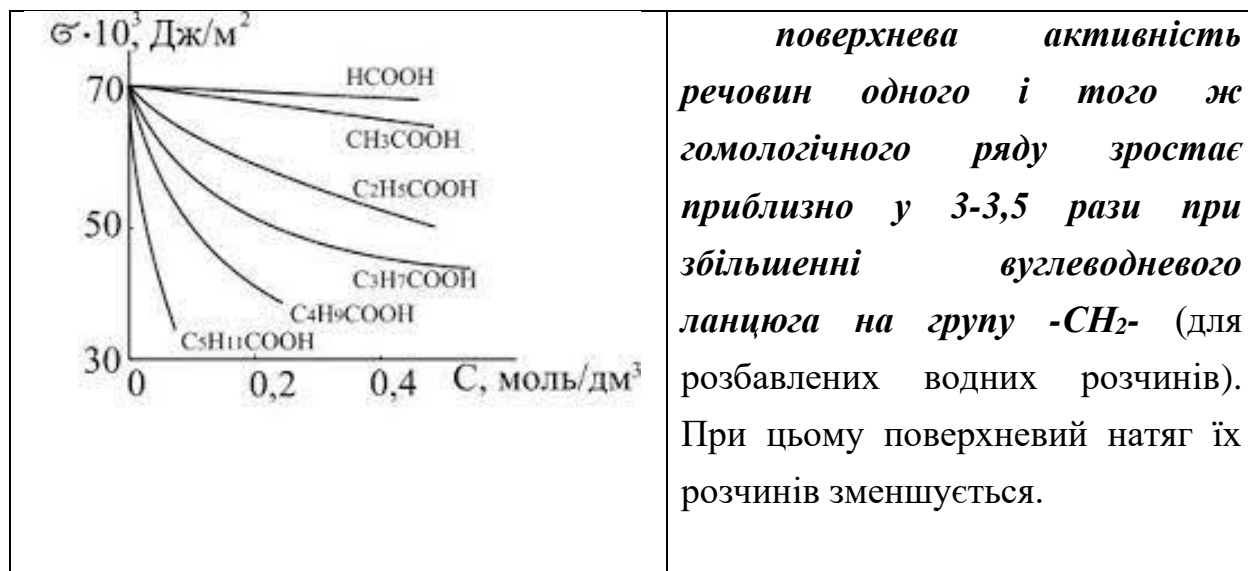 σ·10³, Дж/м²
70
50
30
HCOOH
CH₃COOH
C₂H₅COOH
C₃H₇COOH
C₄H₉COOH
C₅H₁₁COOH
0
0,2
0,4
С, моль/дм³
поверхнева активність
речовин одного і того ж
гомологічного ряду зростає
приблизно у 3-3,5 рази при
збільшенні вуглеводневого
ланцюга на групу -СН₂- (для
розбавлених водних розчинів).
При цьому поверхневий натяг їх
розчинів зменшується.